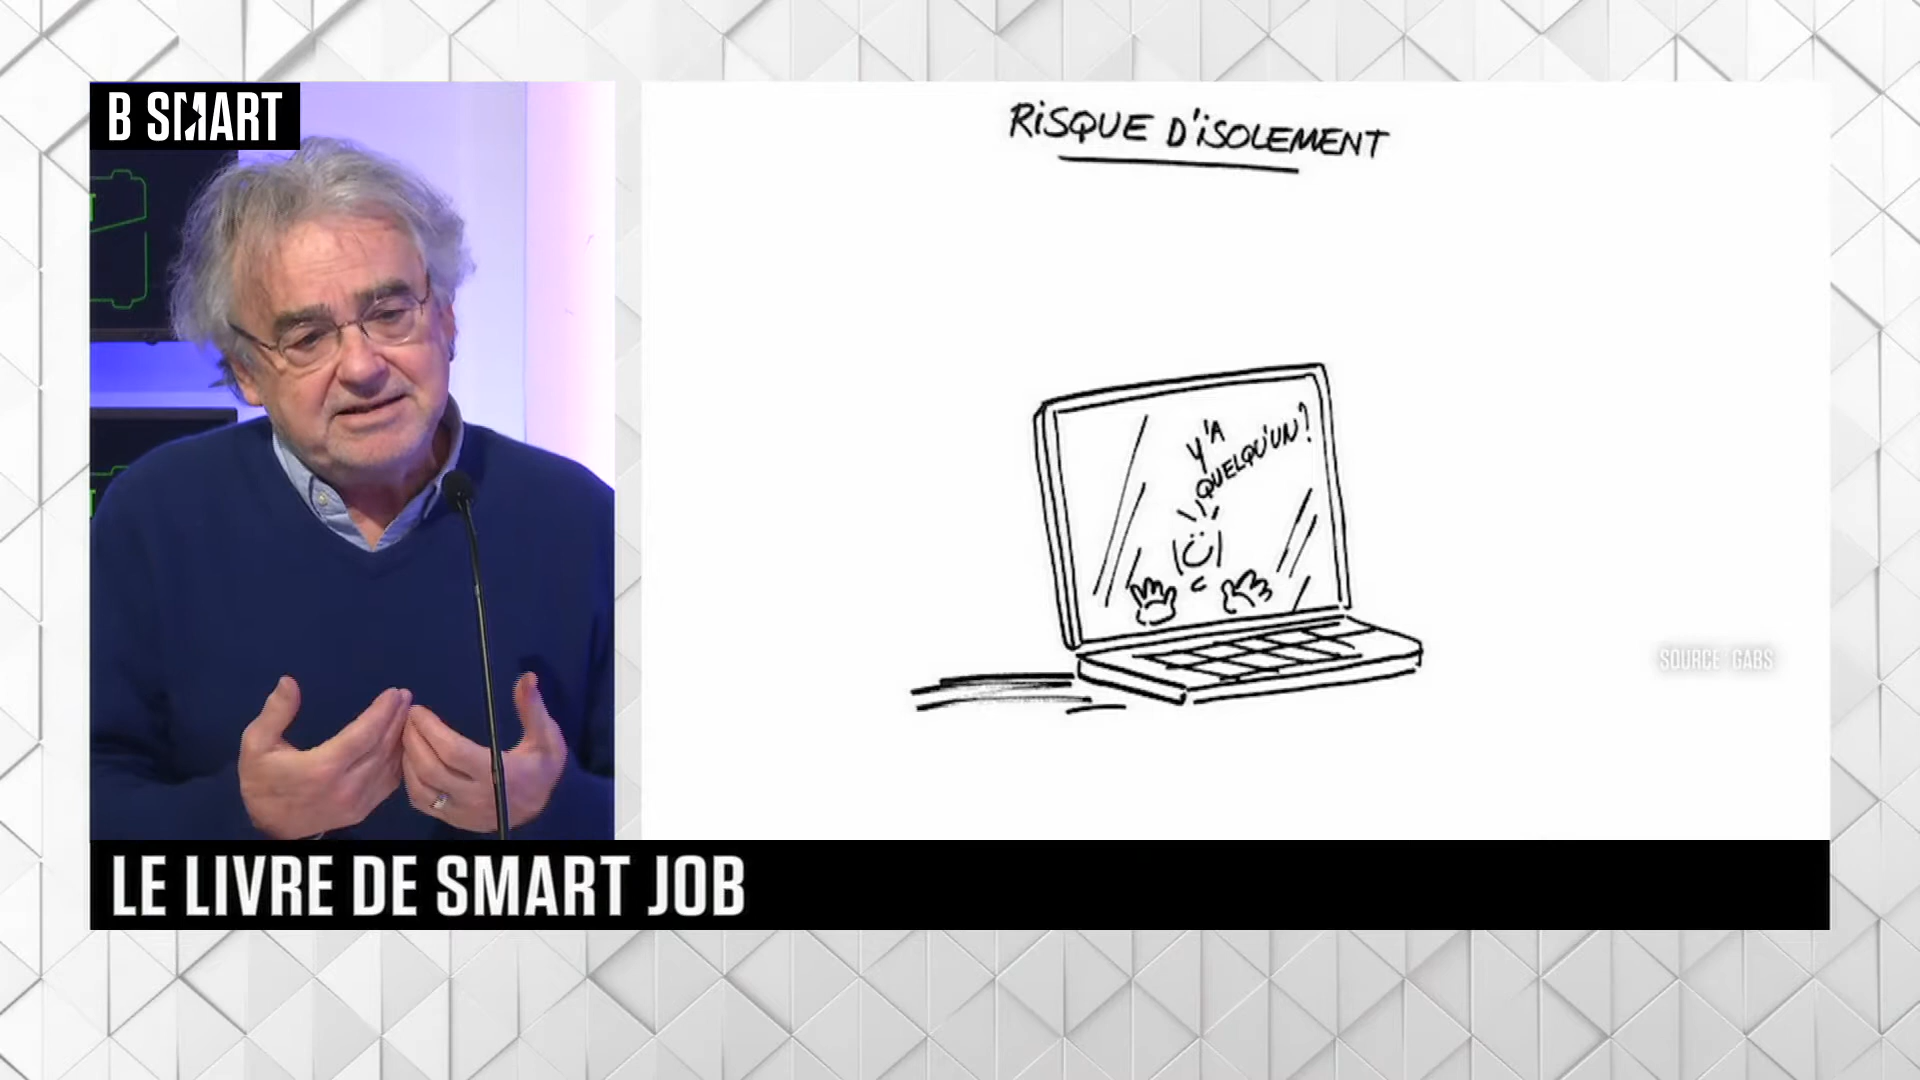 B SMART
RiSQUE D'iSOLEMENT
Y'A
QUELQU'UN?
SOURCE : GABS
LE LIVRE DE SMART JOB